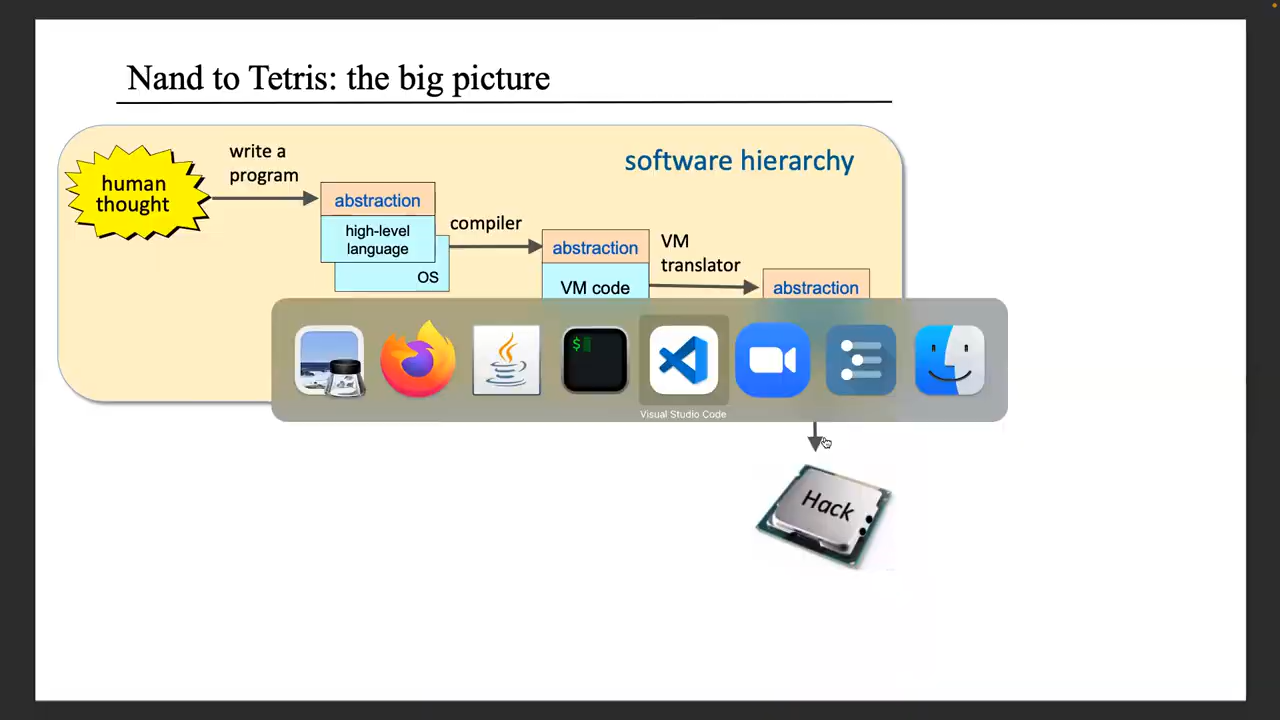 Nand to Tetris: the big picture
software hierarchy
human
thought
write a
program
abstraction
high-level
language
OS
compiler
abstraction
VM code
VM
translator
abstraction
$
Visual Studio Code
Hack